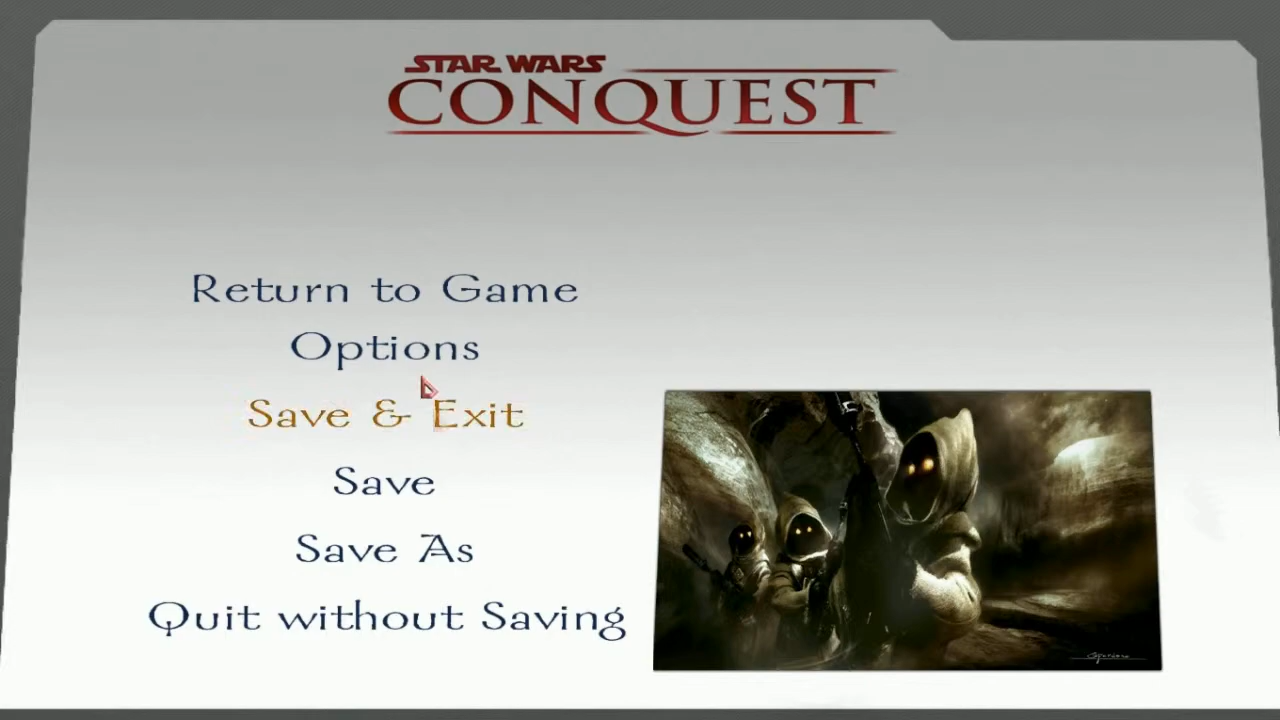 STAR WARS
CONQUEST
Return to Game
Options
Save & Exit
Save
Save As
Quit without Saving